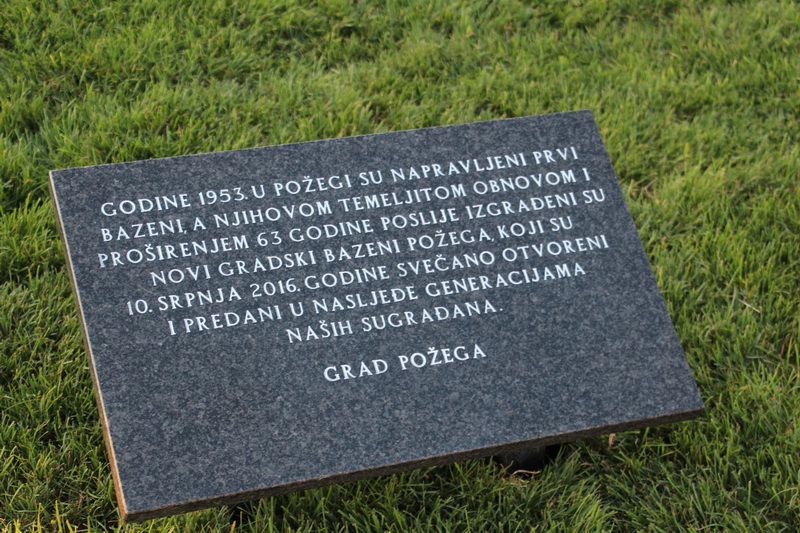 GODINE 1953. U POŽEGI SU NAPRAVLJENI PRVI
BAZENI, A NJIHOVOM TEMELJITOM OBNOVOM I
PROŠIRENJEM 63 GODINE POSLIJE IZGRAĐENI SU
NOVI GRADSKI BAZENI POŽEGA, KOJI SU
10. SRPNJA 2016. GODINE SVEČANO OTVORENI
I PREDANI U NASLJEĐE GENERACIJAMA
NAŠIH SUGRAĐANA.
GRAD POŽEGA